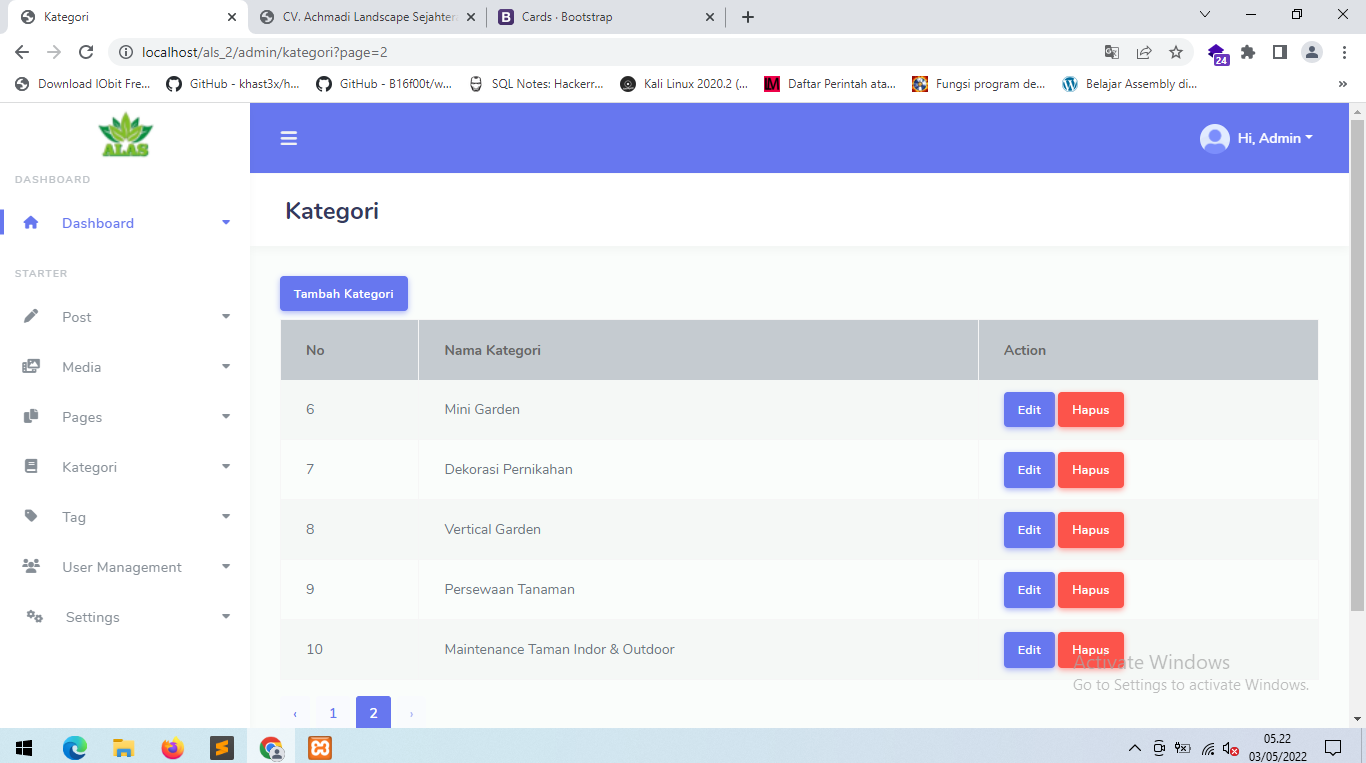 Kategori
CV. Achmadi Landscape Sejahter
Cards · Bootstrap
localhost/als_2/admin/kategori?page=2
24
Download IObit Fre...
GitHub - khast3x/h...
GitHub - B16f00t/w...
SQL Notes: Hackerr...
Kali Linux 2020.2 (...
Daftar Perintah ata...
Fungsi program de...
Belajar Assembly di...
»
ALAS
Hi, Admin
DASHBOARD
Dashboard
STARTER
Post
Media
Pages
Kategori
Tag
User Management
Settings
Kategori
Tambah Kategori
No Nama Kategori Action
6 Mini Garden Edit Hapus
7 Dekorasi Pernikahan Edit Hapus
8 Vertical Garden Edit Hapus
9 Persewaan Tanaman Edit Hapus
10 Maintenance Taman Indor & Outdoor Edit Hapus
‹ 1 2 ›
Activate Windows
Go to Settings to activate Windows.
05.22
03/05/2022